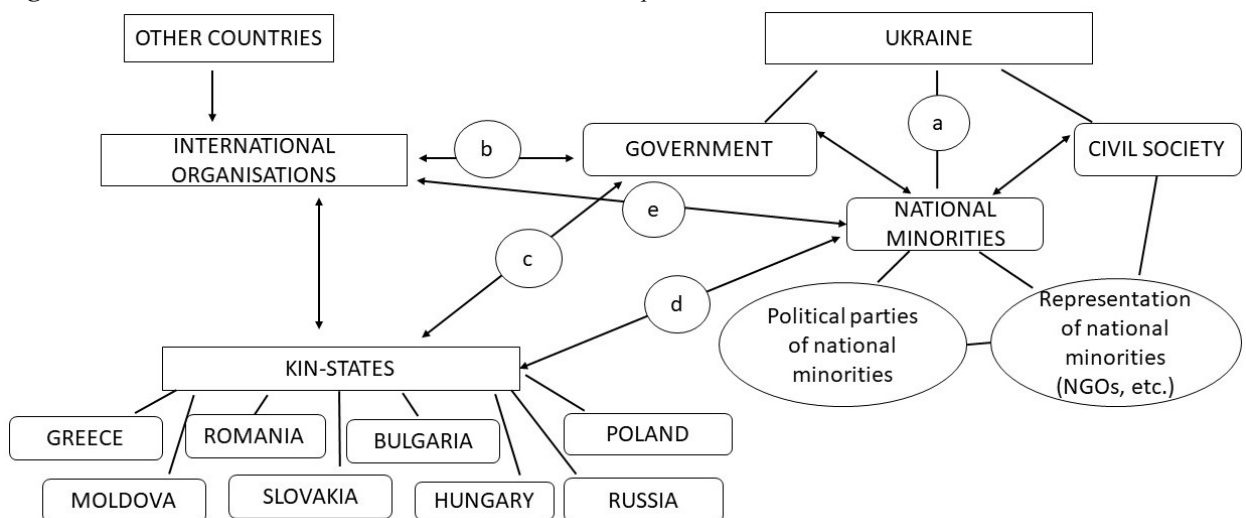 OTHER COUNTRIES
UKRAINE
INTERNATIONAL
ORGANISATIONS
b
GOVERNMENT
a
CIVIL SOCIETY
e
NATIONAL
MINORITIES
c
d
Political parties
of national
minorities
Representation
of national
minorities
(NGOs, etc.)
KIN-STATES
GREECE
ROMANIA
BULGARIA
POLAND
MOLDOVA
SLOVAKIA
HUNGARY
RUSSIA